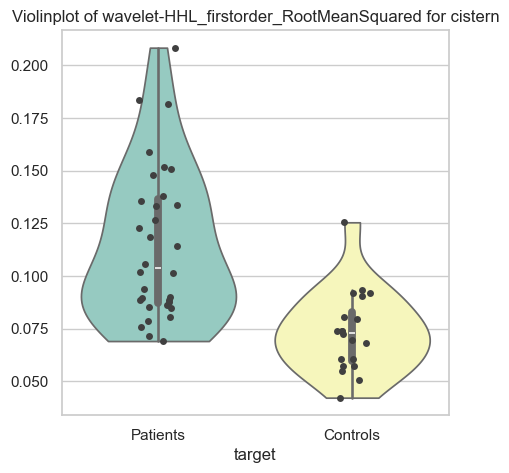 Violinplot of wavelet-HHL_firstorder_RootMeanSquared for cistern
0.200
0.175
0.150
0.125
0.100
0.075
0.050
Patients
Controls
target